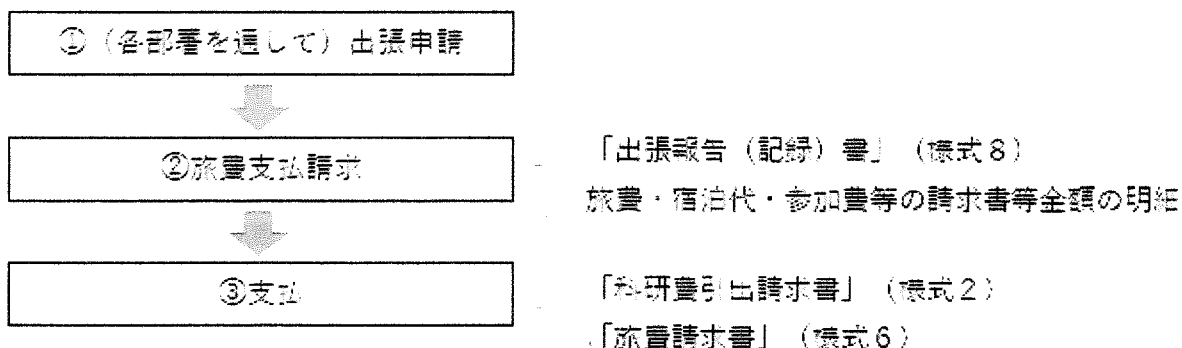 ①（各部署を通して）出張申請
②旅費支払請求
「出張報告（記録）書」（様式８）
旅費・宿泊代・参加費等の請求書等金額の明細
③支払
「科研費引出請求書」（様式２）
「旅費請求書」（様式６）